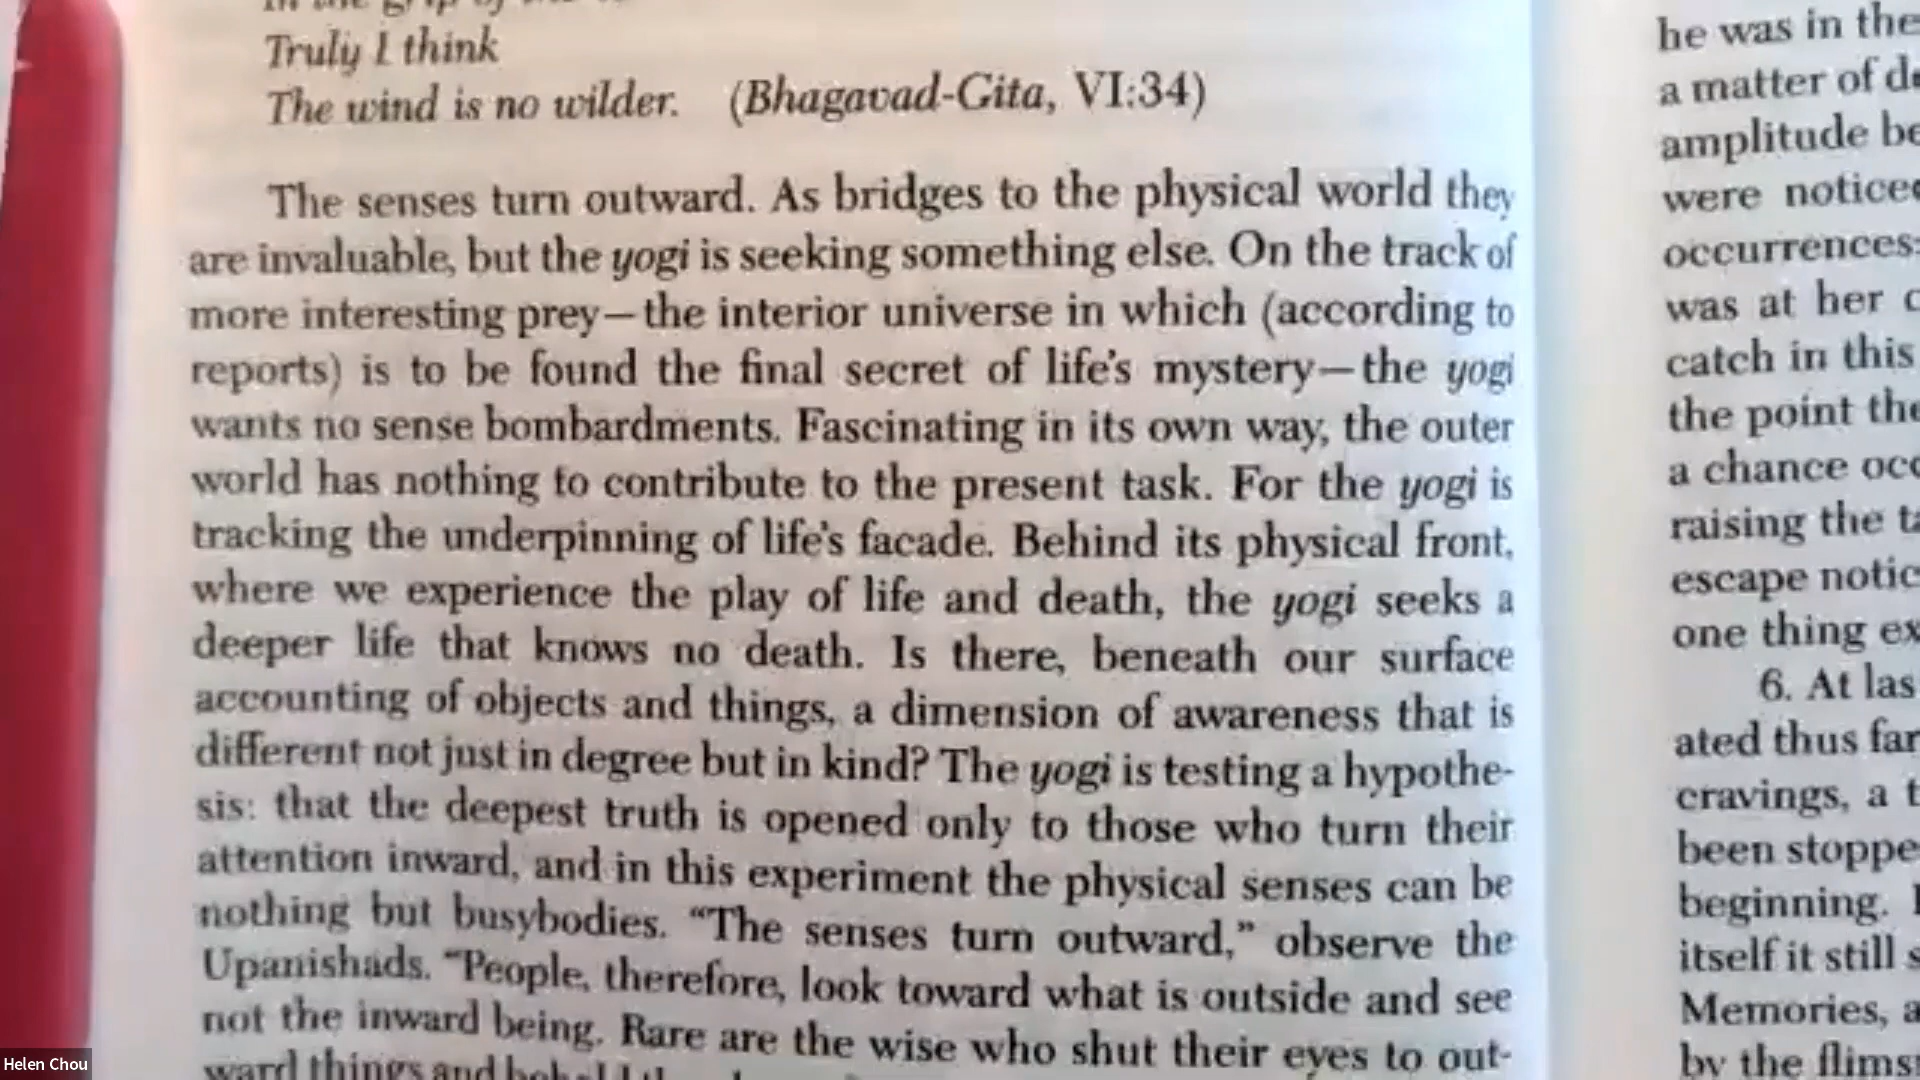 Truly I think
The wind is no wilder. (Bhagavad-Gita, VI:34)
The senses turn outward. As bridges to the physical world they
are invaluable, but the yogi is seeking something else. On the track of
more interesting prey—the interior universe in which (according to
reports) is to be found the final secret of life's mystery—the yogi
wants no sense bombardments. Fascinating in its own way, the outer
world has nothing to contribute to the present task. For the yogi is
tracking the underpinning of life's facade. Behind its physical front,
where we experience the play of life and death, the yogi seeks a
deeper life that knows no death. Is there, beneath our surface
accounting of objects and things, a dimension of awareness that is
different not just in degree but in kind? The yogi is testing a hypothe-
sis: that the deepest truth is opened only to those who turn their
attention inward, and in this experiment the physical senses can be
nothing but busybodies. “The senses turn outward,” observe the
Upanishads. “People, therefore, look toward what is outside and see
not the inward being. Rare are the wise who shut their eyes to out-
ward things and
he was in the
a matter of
amplitude
were
occurrences:
was at her
catch in this
the point the
a chance
raising the
escape
one thing
6. At
ated thus far
cravings, a
been
beginning.
itself it still
Memories,
by the
Helen Chou